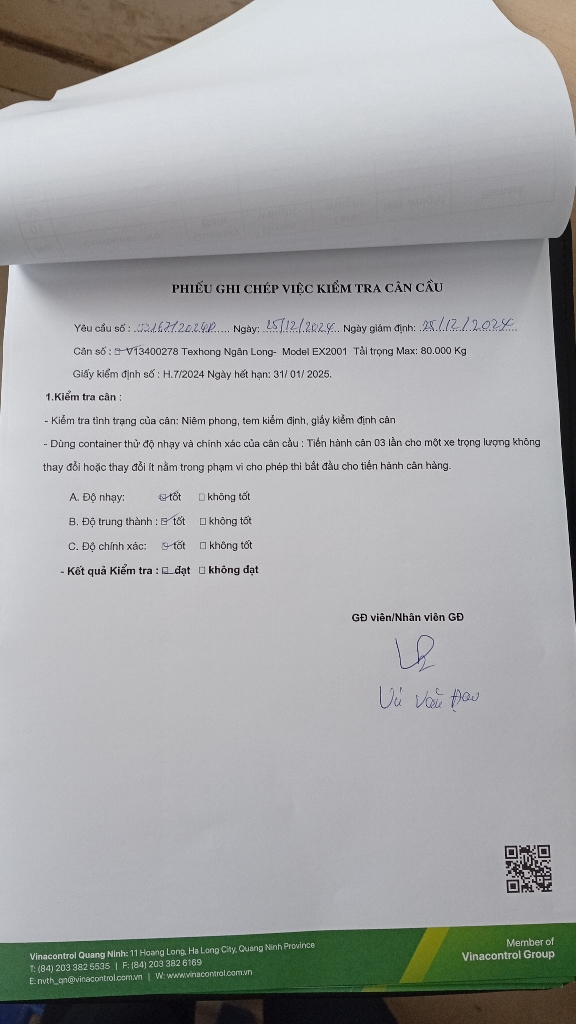 PHIẾU GHI CHÉP VIỆC KIỂM TRA CÂN CẦU
Yêu cầu số : Ngày: 25/12/2024 Ngày giám định: 25/12/2024
Cân số : ☑ V13400278 Texhong Ngân Long- Model EX2001 Tải trọng Max: 80.000 Kg
Giấy kiểm định số : H.7/2024 Ngày hết hạn: 31/ 01/ 2025.
1.Kiểm tra cân :
- Kiểm tra tình trạng của cân: Niêm phong, tem kiểm định, giấy kiểm định cân
- Dùng container thử độ nhạy và chính xác của cân cầu : Tiến hành cân 03 lần cho một xe trọng lượng không
thay đổi hoặc thay đổi ít nằm trong phạm vi cho phép thì bắt đầu cho tiến hành cân hàng.
A. Độ nhạy: ☑ tốt ☐ không tốt
B. Độ trung thành : ☑ tốt ☐ không tốt
C. Độ chính xác: ☑ tốt ☐ không tốt
- Kết quả Kiểm tra : ☑ đạt ☐ không đạt
GĐ viên/Nhân viên GĐ
Vũ Văn
Vinacontrol Quang Ninh: 11 Hoang Long, Ha Long City, Quang Ninh Province
T: (84) 203 382 5535 | F: (84) 203 382 6169
E: nvth_qn@vinacontrol.com.vn | W: www.vinacontrol.com.vn
Member of
Vinacontrol Group